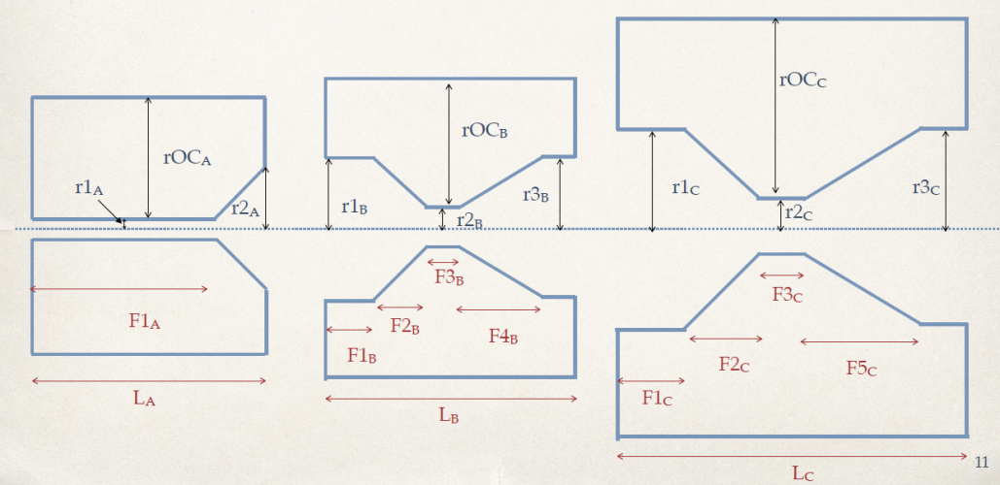 rOC_A
r1_A
r2_A
F1_A
L_A
rOC_B
r1_B
r2_B
r3_B
F3_B
F2_B
F4_B
F1_B
L_B
rOC_C
r1_C
r2_C
r3_C
F3_C
F2_C
F5_C
F1_C
L_C
11